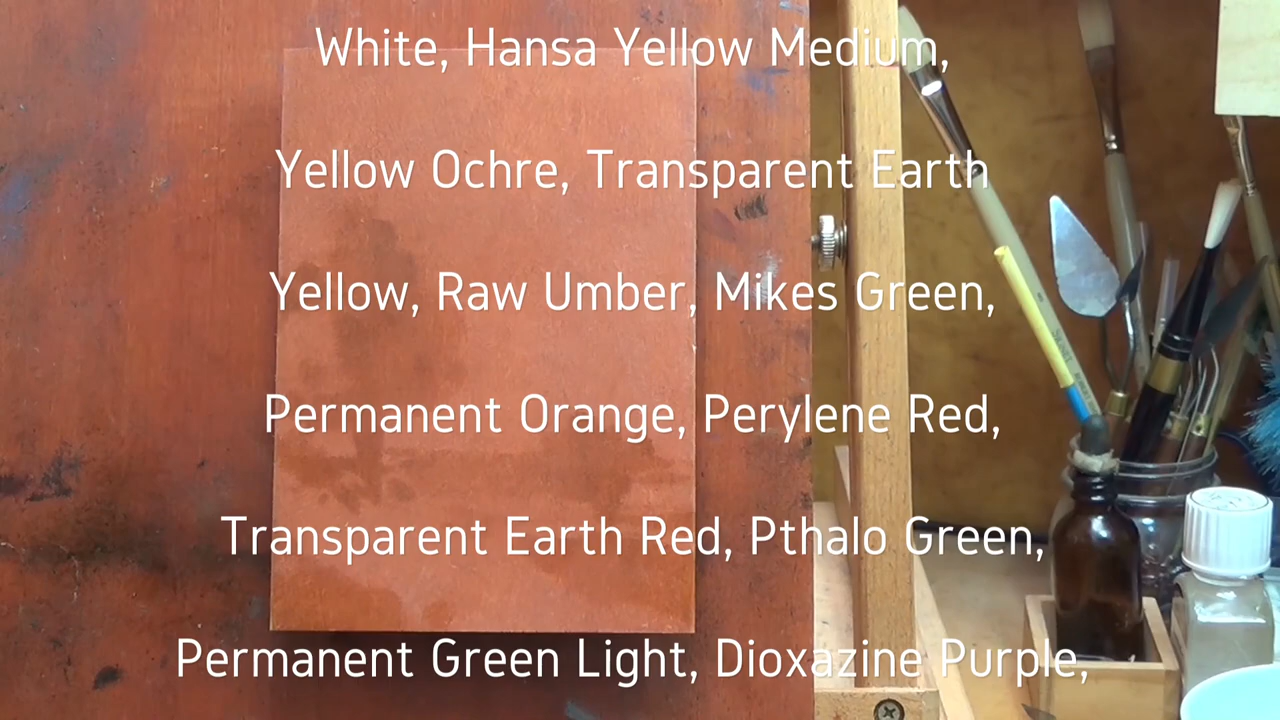 White, Hansa Yellow Medium,
Yellow Ochre, Transparent Earth
Yellow, Raw Umber, Mikes Green,
Permanent Orange, Perylene Red,
Transparent Earth Red, Pthalo Green,
Permanent Green Light, Dioxazine Purple,